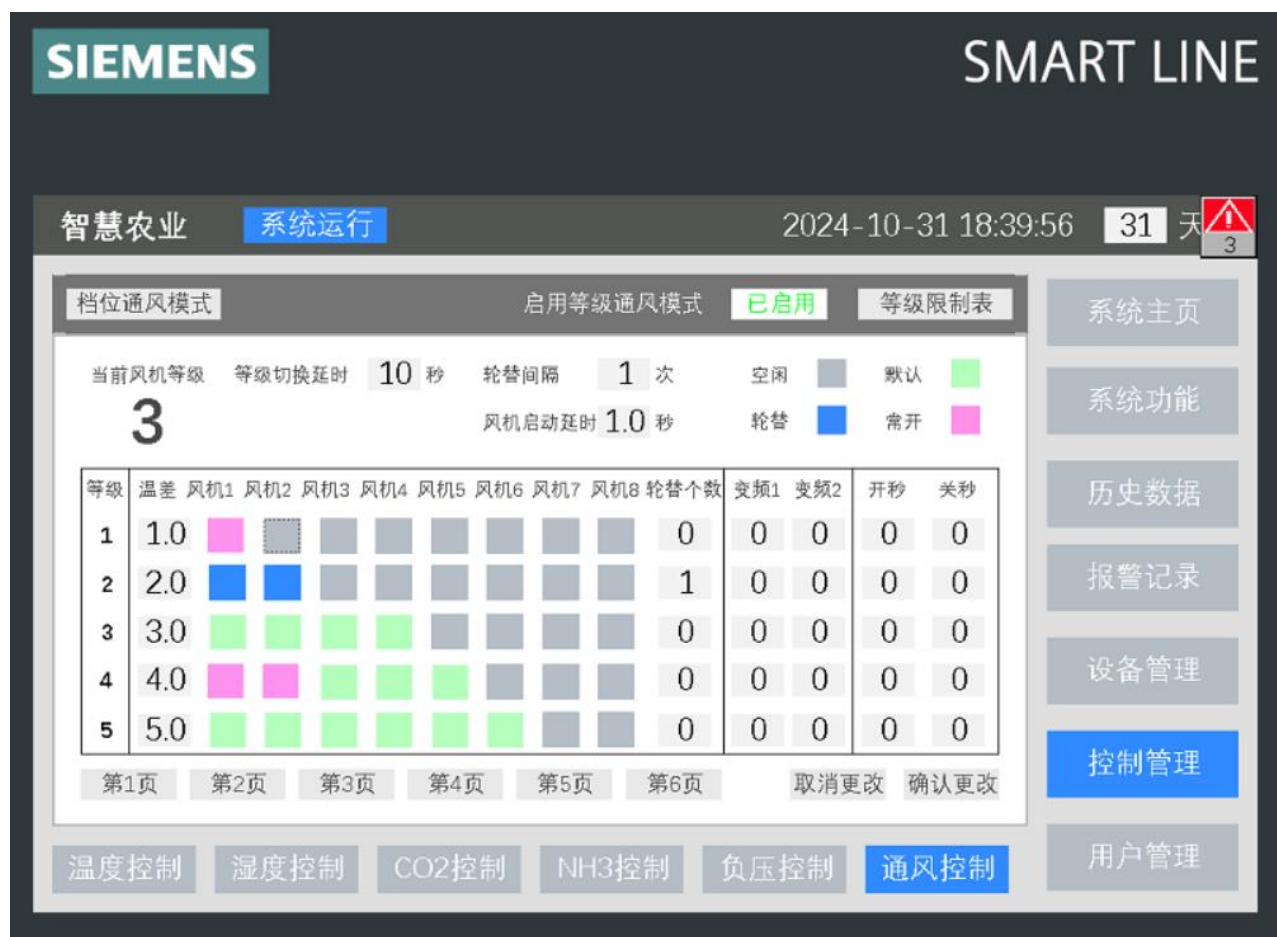 SIEMENS SMART LINE
智慧农业 系统运行 2024-10-31 18:39:56 31 天 3
档位通风模式 启用等级通风模式 已启用 等级限制表
当前风机等级 等级切换延时 10 秒 轮替间隔 1 次 空闲 默认
3 风机启动延时 1.0 秒 轮替 常开
等级 温差 风机1 风机2 风机3 风机4 风机5 风机6 风机7 风机8 轮替个数 变频1 变频2 开秒 关秒
1 1.0 0 0 0 0 0
2 2.0 1 0 0 0 0
3 3.0 0 0 0 0 0
4 4.0 0 0 0 0 0
5 5.0 0 0 0 0 0
第1页 第2页 第3页 第4页 第5页 第6页 取消更改 确认更改
温度控制 湿度控制 CO2控制 NH3控制 负压控制 通风控制
系统主页
系统功能
历史数据
报警记录
设备管理
控制管理
用户管理